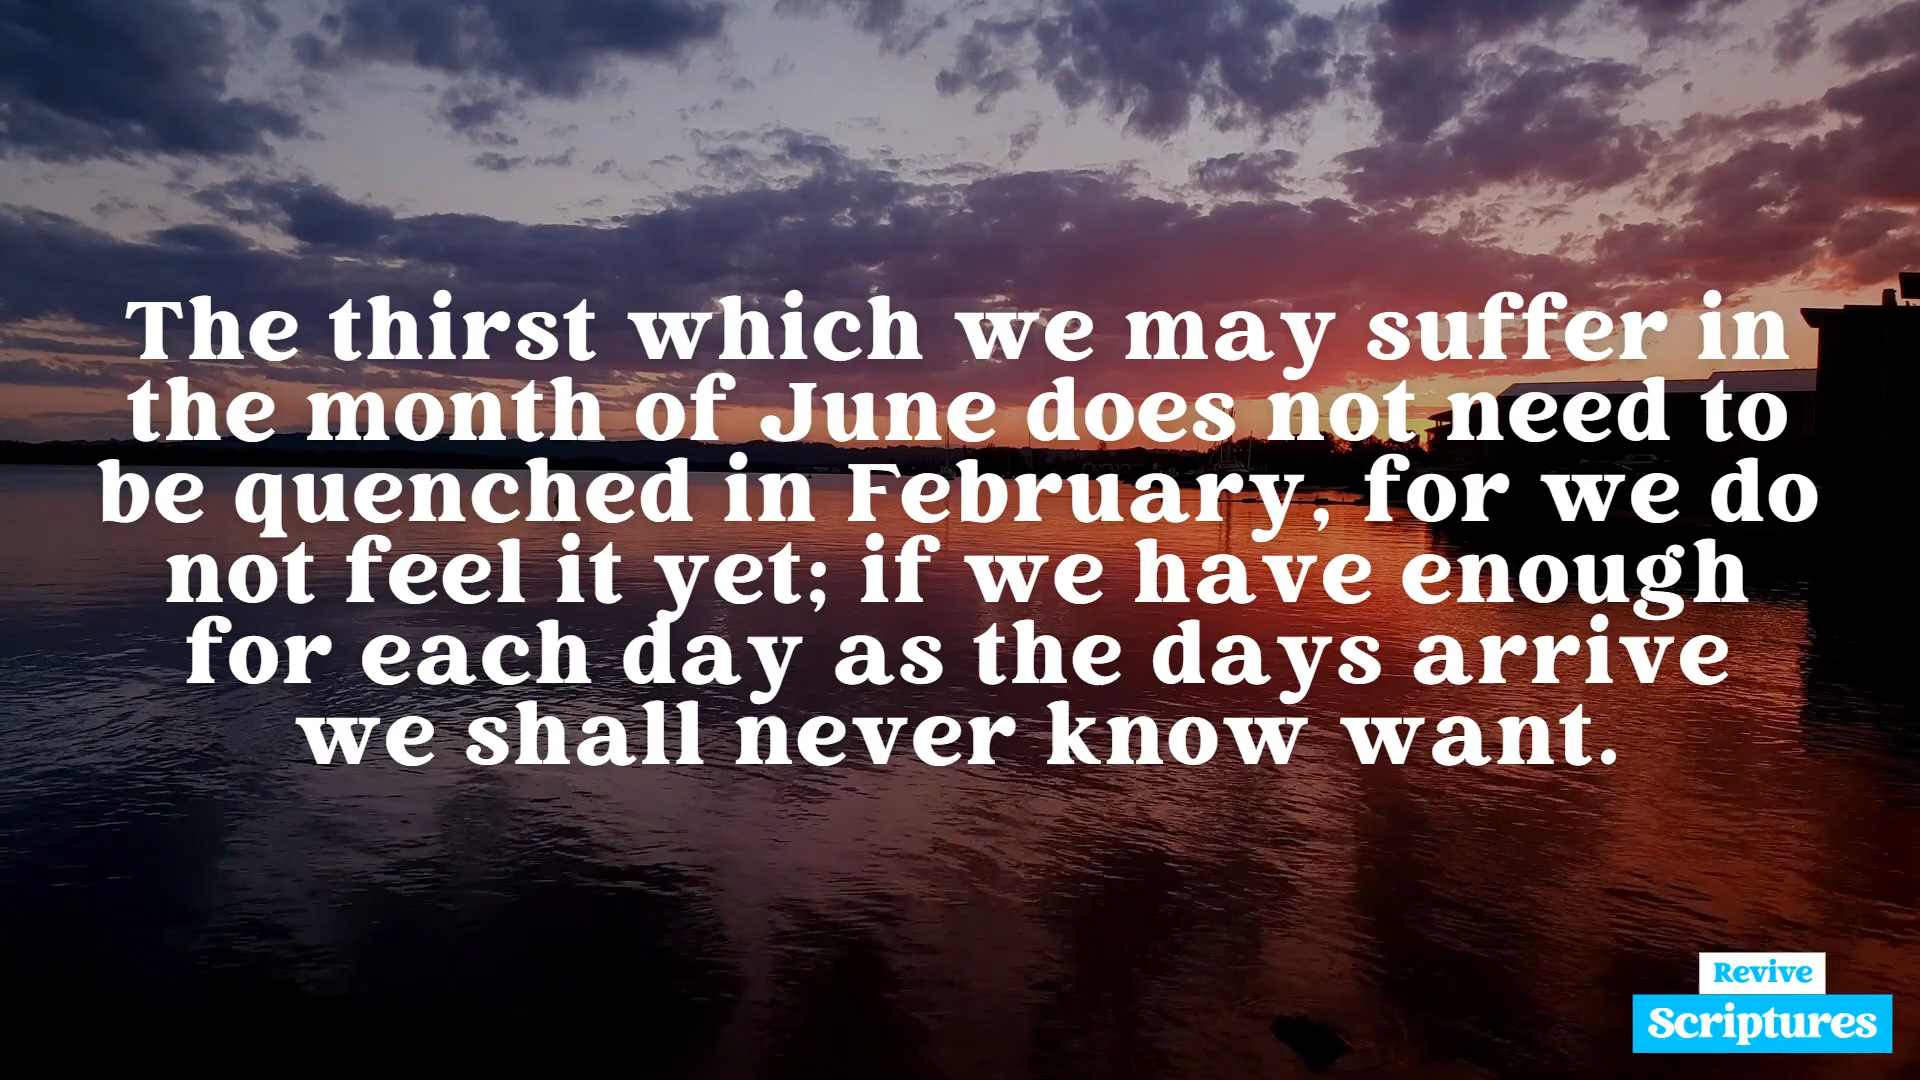 The thirst which we may suffer in
the month of June does not need to
be quenched in February, for we do
not feel it yet; if we have enough
for each day as the days arrive
we shall never know want.
Revive
Scriptures